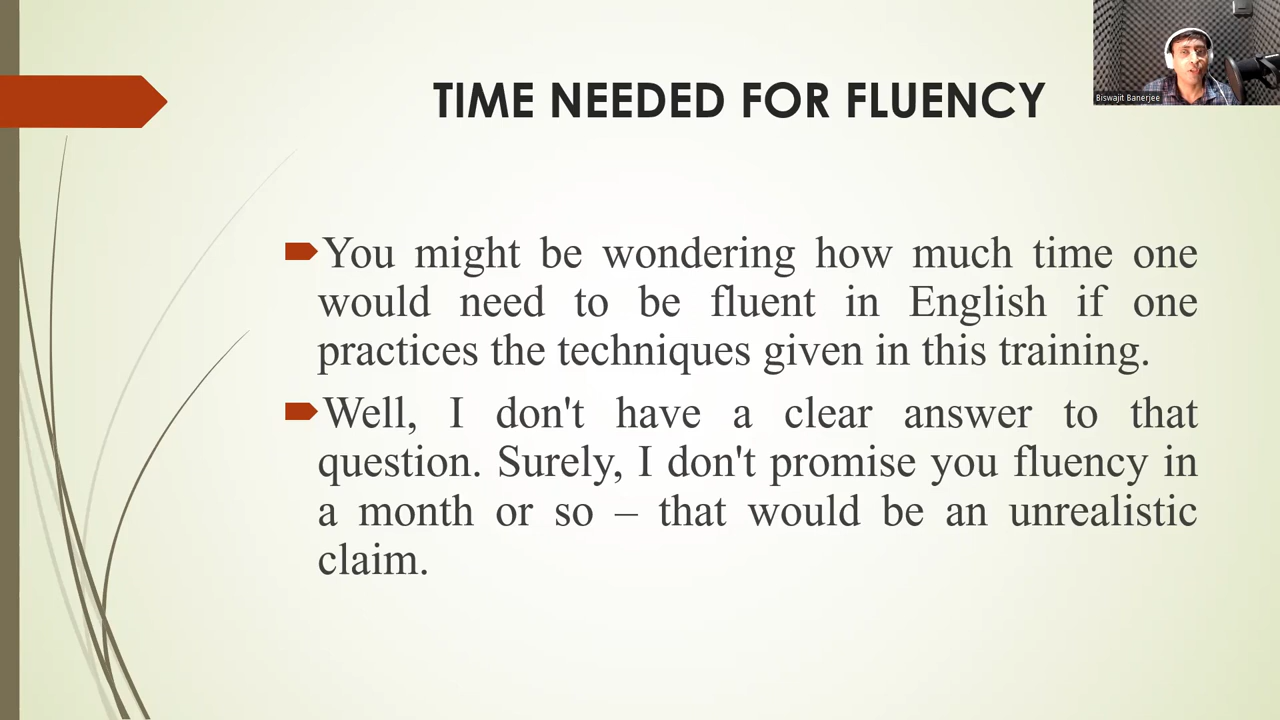 TIME NEEDED FOR FLUENCY
Biswajit Banerjee
You might be wondering how much time one
would need to be fluent in English if one
practices the techniques given in this training.
Well, I don't have a clear answer to that
question. Surely, I don't promise you fluency in
a month or so – that would be an unrealistic
claim.